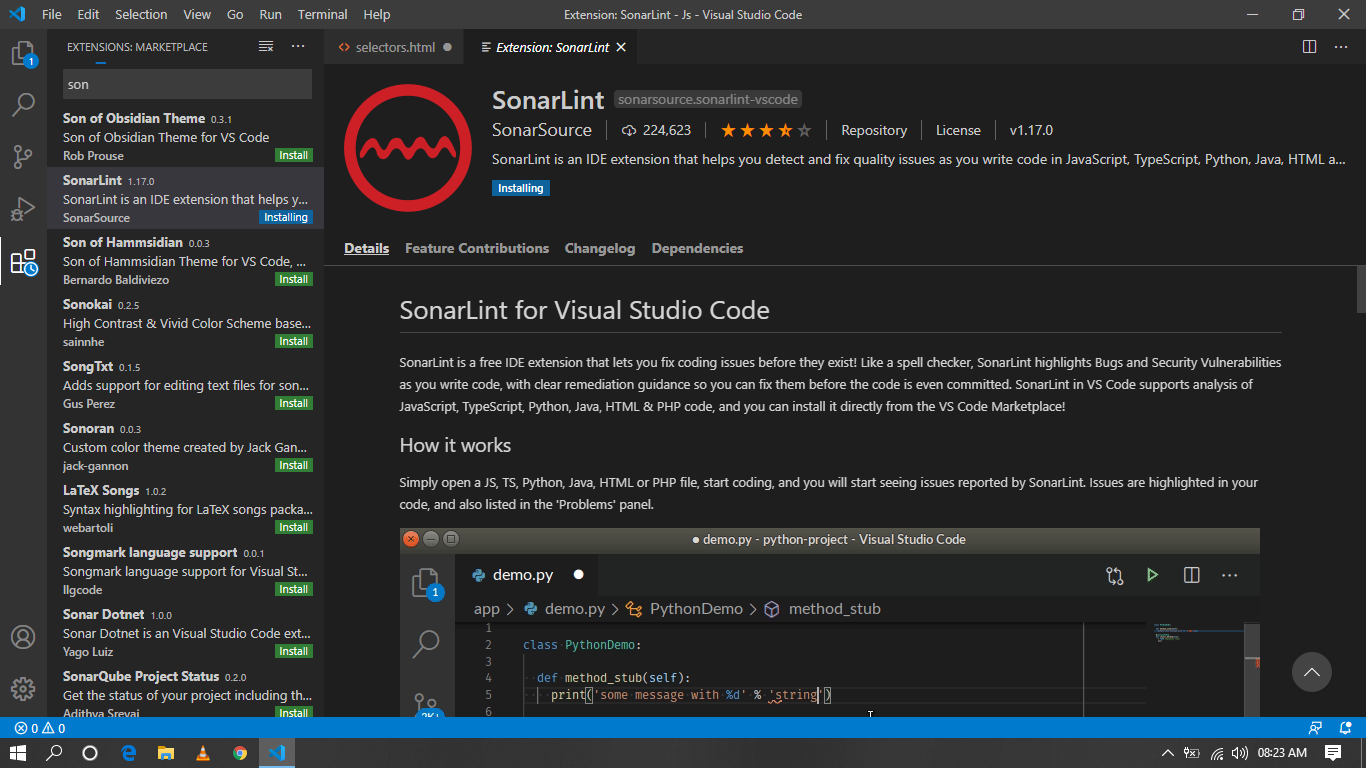 File Edit Selection View Go Run Terminal Help Extension: SonarLint - Js - Visual Studio Code
1
EXTENSIONS: MARKETPLACE
son
Son of Obsidian Theme 0.3.1
Son of Obsidian Theme for VS Code
Rob Prouse Install
SonarLint 1.17.0
SonarLint is an IDE extension that helps y...
SonarSource Installing
Son of Hammsidian 0.0.3
Son of Hammsidian Theme for VS Code, ...
Bernardo Baldiviezo Install
Sonokai 0.2.5
High Contrast & Vivid Color Scheme base...
sainnhe Install
SongTxt 0.1.5
Adds support for editing text files for son...
Gus Perez Install
Sonoran 0.0.3
Custom color theme created by Jack Gan...
jack-gannon Install
LaTeX Songs 1.0.2
Syntax highlighting for LaTeX songs packa...
webartoli Install
Songmark language support 0.0.1
Songmark language support for Visual St...
llgcode Install
Sonar Dotnet 1.0.0
Sonar Dotnet is an Visual Studio Code ext...
Yago Luiz Install
SonarQube Project Status 0.2.0
Get the status of your project including th...
Adithya Sreyaj Install
selectors.html Extension: SonarLint
SonarLint sonarsource.sonarlint-vscode
SonarSource 224,623 Repository License v1.17.0
SonarLint is an IDE extension that helps you detect and fix quality issues as you write code in JavaScript, TypeScript, Python, Java, HTML a...
Installing
Details Feature Contributions Changelog Dependencies
SonarLint for Visual Studio Code
SonarLint is a free IDE extension that lets you fix coding issues before they exist! Like a spell checker, SonarLint highlights Bugs and Security Vulnerabilities
as you write code, with clear remediation guidance so you can fix them before the code is even committed. SonarLint in VS Code supports analysis of
JavaScript, TypeScript, Python, Java, HTML & PHP code, and you can install it directly from the VS Code Marketplace!
How it works
Simply open a JS, TS, Python, Java, HTML or PHP file, start coding, and you will start seeing issues reported by SonarLint. Issues are highlighted in your
code, and also listed in the 'Problems' panel.
● demo.py - python-project - Visual Studio Code
1
demo.py
app > demo.py > PythonDemo > method_stub
1
2 class PythonDemo:
3
4 def method_stub(self):
5 print('some message with %d' % 'string')
6
2K+
0 0
08:23 AM